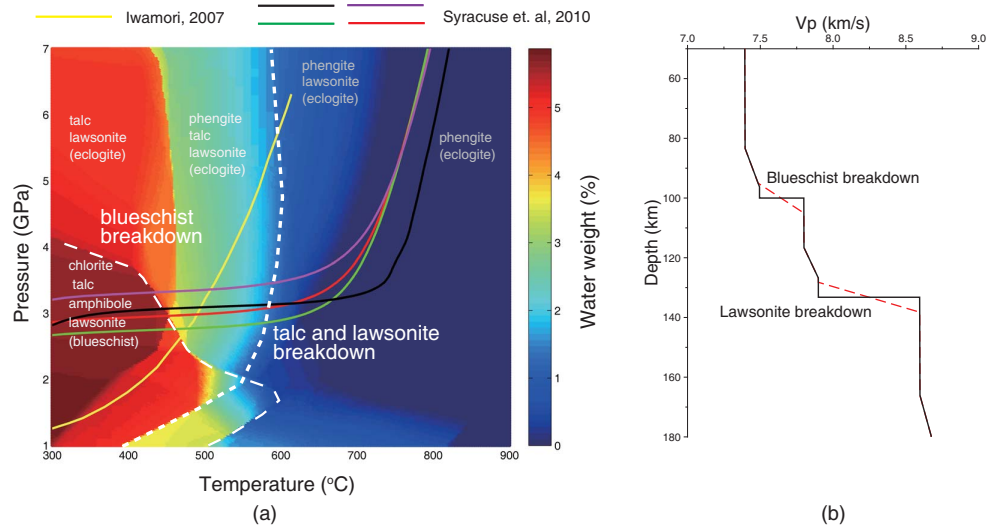 Iwamori, 2007
Syracuse et. al, 2010
7
6
5
4
3
2
1
Pressure (GPa)
300
400
500
600
700
800
900
Temperature (°C)
(a)
talc
lawsonite
(eclogite)
phengite
talc
lawsonite
(eclogite)
phengite
lawsonite
(eclogite)
phengite (eclogite)
blueschist
breakdown
chlorite
talc
amphibole
lawsonite
(blueschist)
talc and lawsonite
breakdown
5
4
3
2
1
0
Water weight (%)
Vp (km/s)
7.0
7.5
8.0
8.5
9.0
60
80
100
120
140
160
180
Depth (km)
Blueschist breakdown
Lawsonite breakdown
(b)